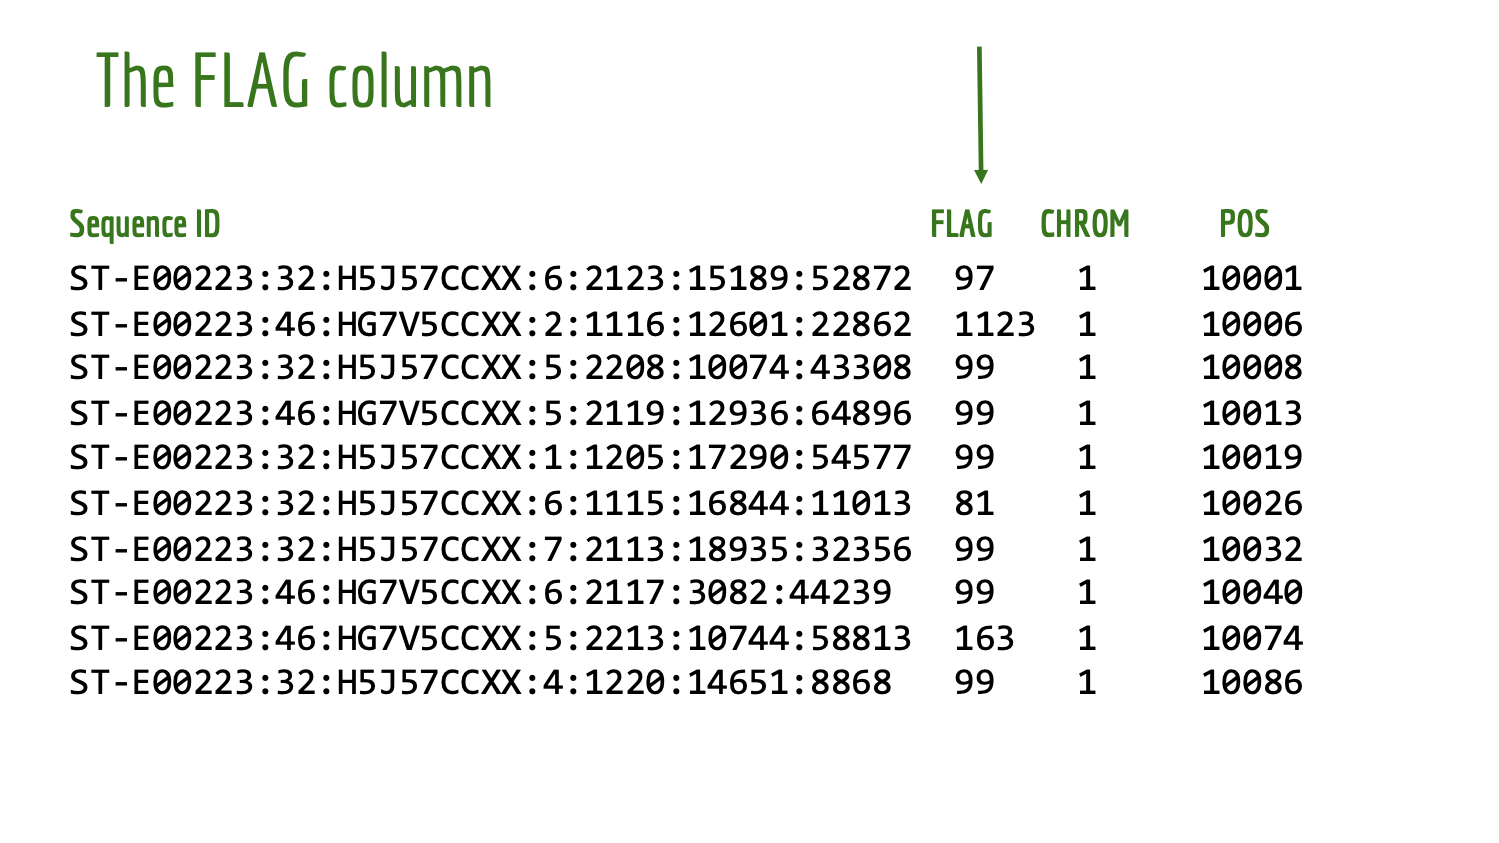 The FLAG column
Sequence ID FLAG CHROM POS
ST-E00223:32:H5J57CCXX:6:2123:15189:52872 97 1 10001
ST-E00223:46:HG7V5CCXX:2:1116:12601:22862 1123 1 10006
ST-E00223:32:H5J57CCXX:5:2208:10074:43308 99 1 10008
ST-E00223:46:HG7V5CCXX:5:2119:12936:64896 99 1 10013
ST-E00223:32:H5J57CCXX:1:1205:17290:54577 99 1 10019
ST-E00223:32:H5J57CCXX:6:1115:16844:11013 81 1 10026
ST-E00223:32:H5J57CCXX:7:2113:18935:32356 99 1 10032
ST-E00223:46:HG7V5CCXX:6:2117:3082:44239 99 1 10040
ST-E00223:46:HG7V5CCXX:5:2213:10744:58813 163 1 10074
ST-E00223:32:H5J57CCXX:4:1220:14651:8868 99 1 10086